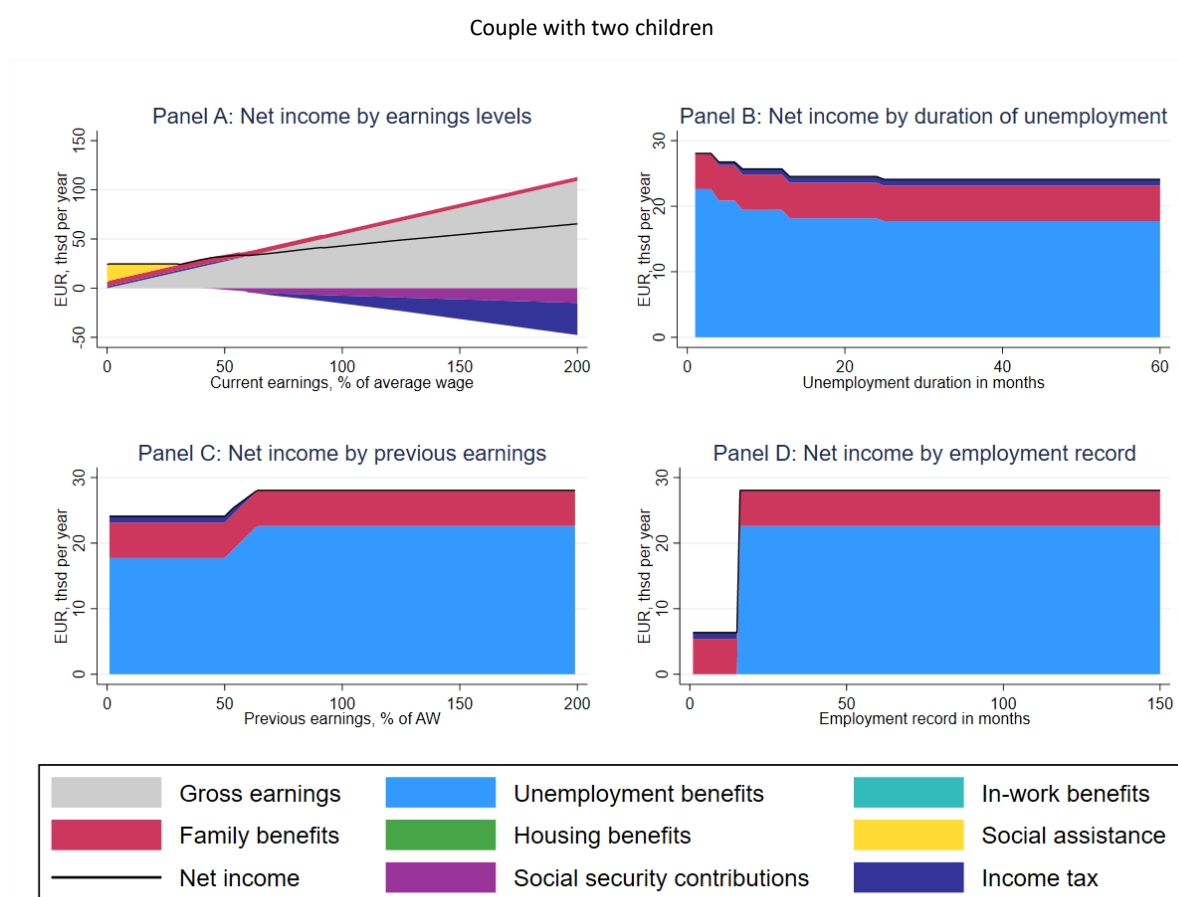 Couple with two children
Panel A: Net income by earnings levels
EUR, thsd per year
150
100
50
0
-50
0 50 100 150 200
Current earnings, % of average wage
Panel B: Net income by duration of unemployment
EUR, thsd per year
30
20
10
0
0 20 40 60
Unemployment duration in months
Panel C: Net income by previous earnings
EUR, thsd per year
30
20
10
0
0 50 100 150 200
Previous earnings, % of AW
Panel D: Net income by employment record
EUR, thsd per year
30
20
10
0
0 50 100 150
Employment record in months
Gross earnings Unemployment benefits In-work benefits
Family benefits Housing benefits Social assistance
Net income Social security contributions Income tax